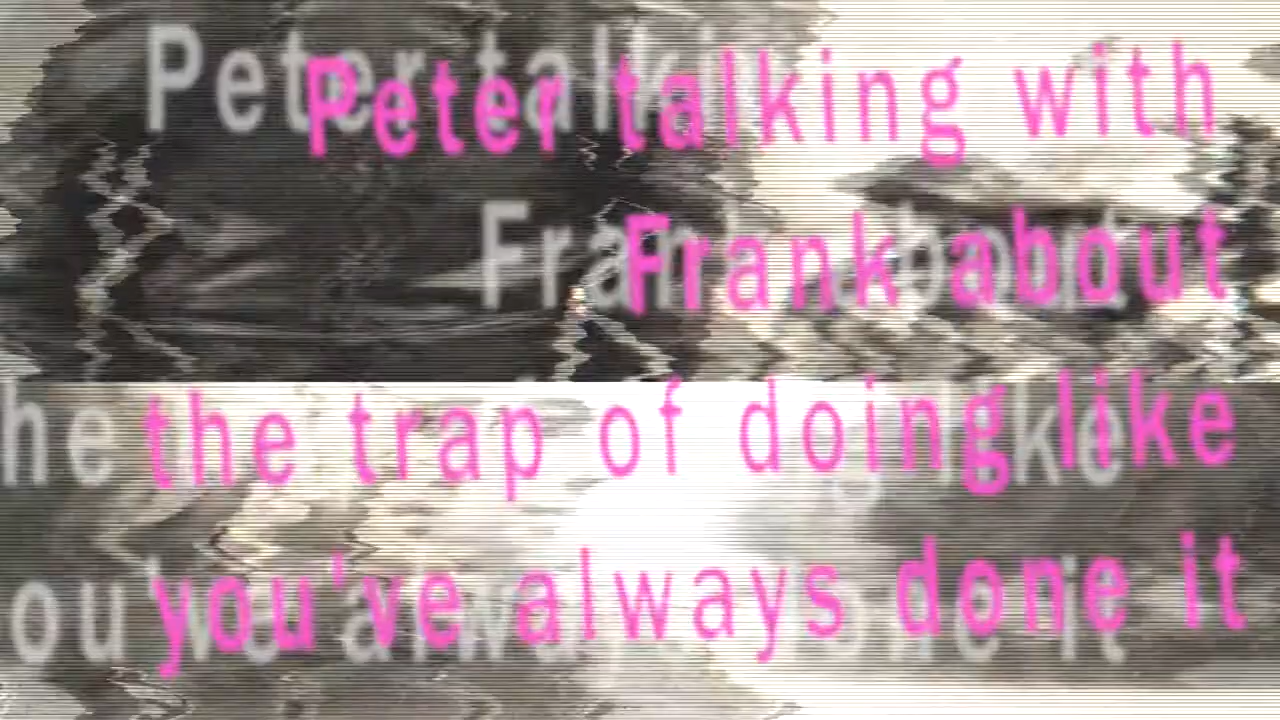 Peter talking with
Frank about
the trap of doing like
you've always done it